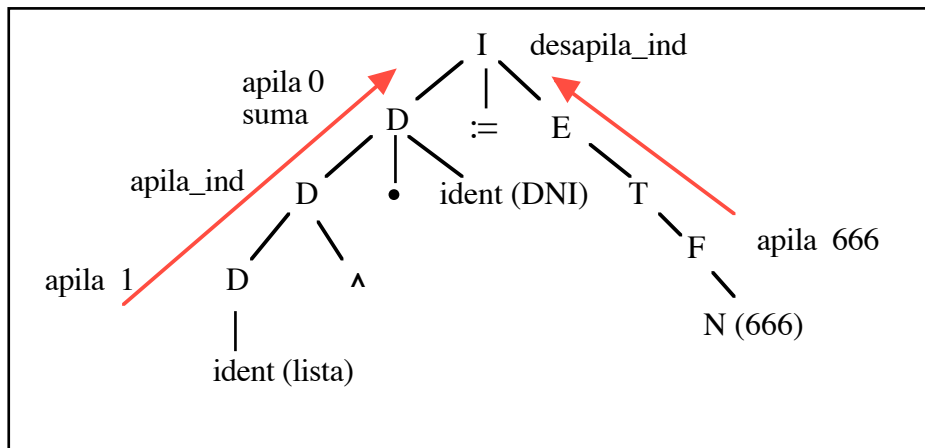 I desapila_ind
apila 0
suma
D := E
apila_ind
D • ident (DNI) T
F apila 666
apila 1 D ^
N (666)
ident (lista)